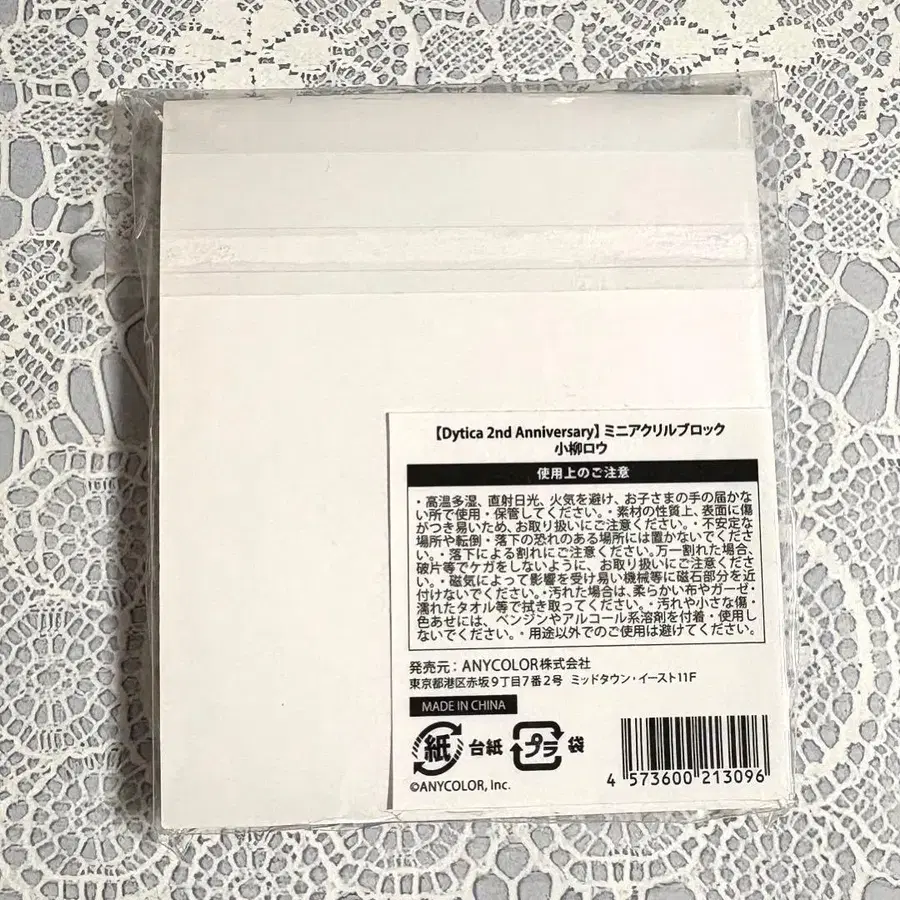 【Dytica 2nd Anniversary】ミニアクリルブロック
小柳ロウ
使用上のご注意
・高温多湿、直射日光、火気を避け、お子さまの手の届かな
い所で使用・保管してください。・素材の性質上、表面に傷
がつき易いため、お取り扱いにご注意ください。・不安定な
場所や転倒・落下の恐れのある場所には置かないでくださ
い。・落下による割れにご注意ください。万一割れた場合、
破片等でケガをしないように、お取り扱いにご注意くださ
い。・磁気によって影響を受け易い機械等に磁石部分を近
付けないでください。・汚れた場合は、柔らかい布やガーゼ・
濡れたタオル等で拭き取ってください。・汚れや小さな傷・
色あせには、ベンジンやアルコール系溶剤を付着・使用し
ないでください。・用途以外でのご使用は避けてください。
発売元：ANYCOLOR株式会社
東京都港区赤坂9丁目7番2号 ミッドタウン・イースト11F
MADE IN CHINA
紙 台紙 プラ 袋
4 573600 213096
©ANYCOLOR, Inc.